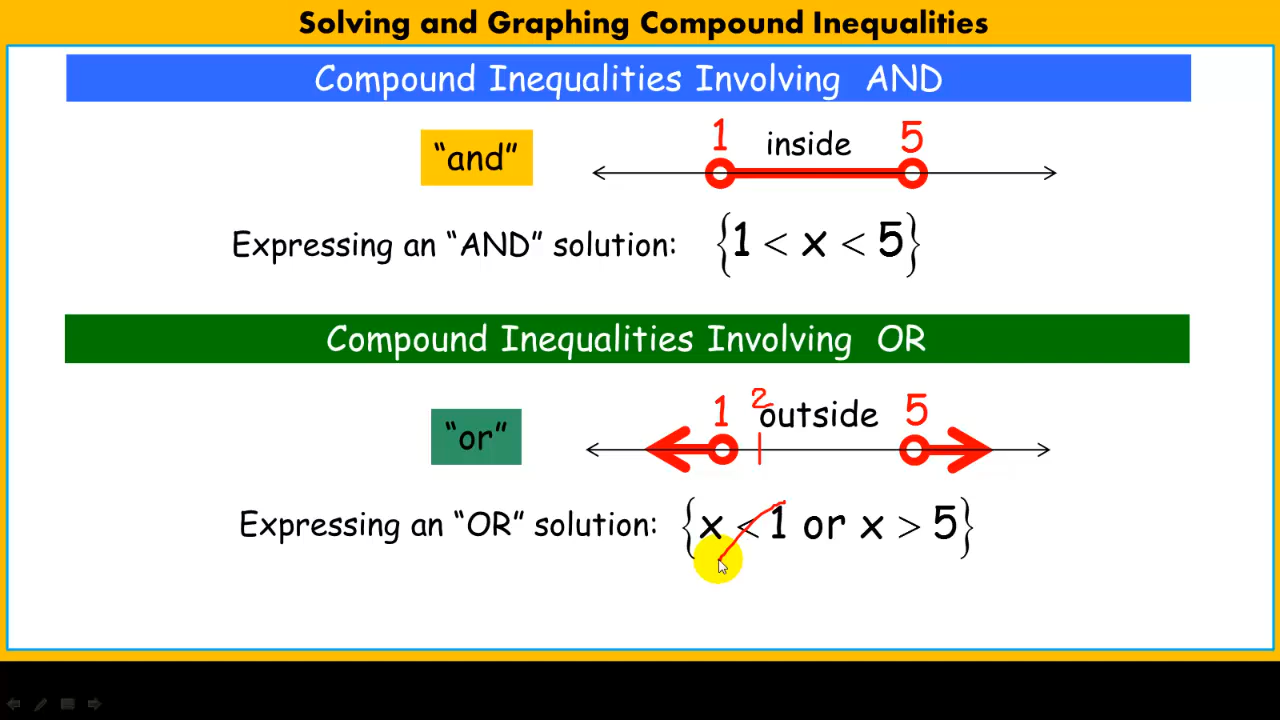 Solving and Graphing Compound Inequalities
Compound Inequalities Involving AND
“and”
1 inside 5
Expressing an “AND” solution: {1 < x < 5}
Compound Inequalities Involving OR
“or”
1 2 outside 5
Expressing an “OR” solution: {x < 1 or x > 5}